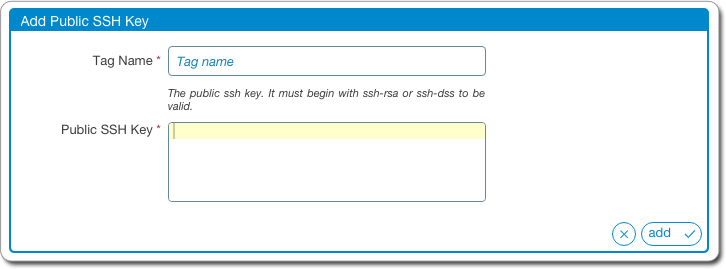 Add Public SSH Key
Tag Name *
Tag name
The public ssh key. It must begin with ssh-rsa or ssh-dss to be
valid.
Public SSH Key *
add